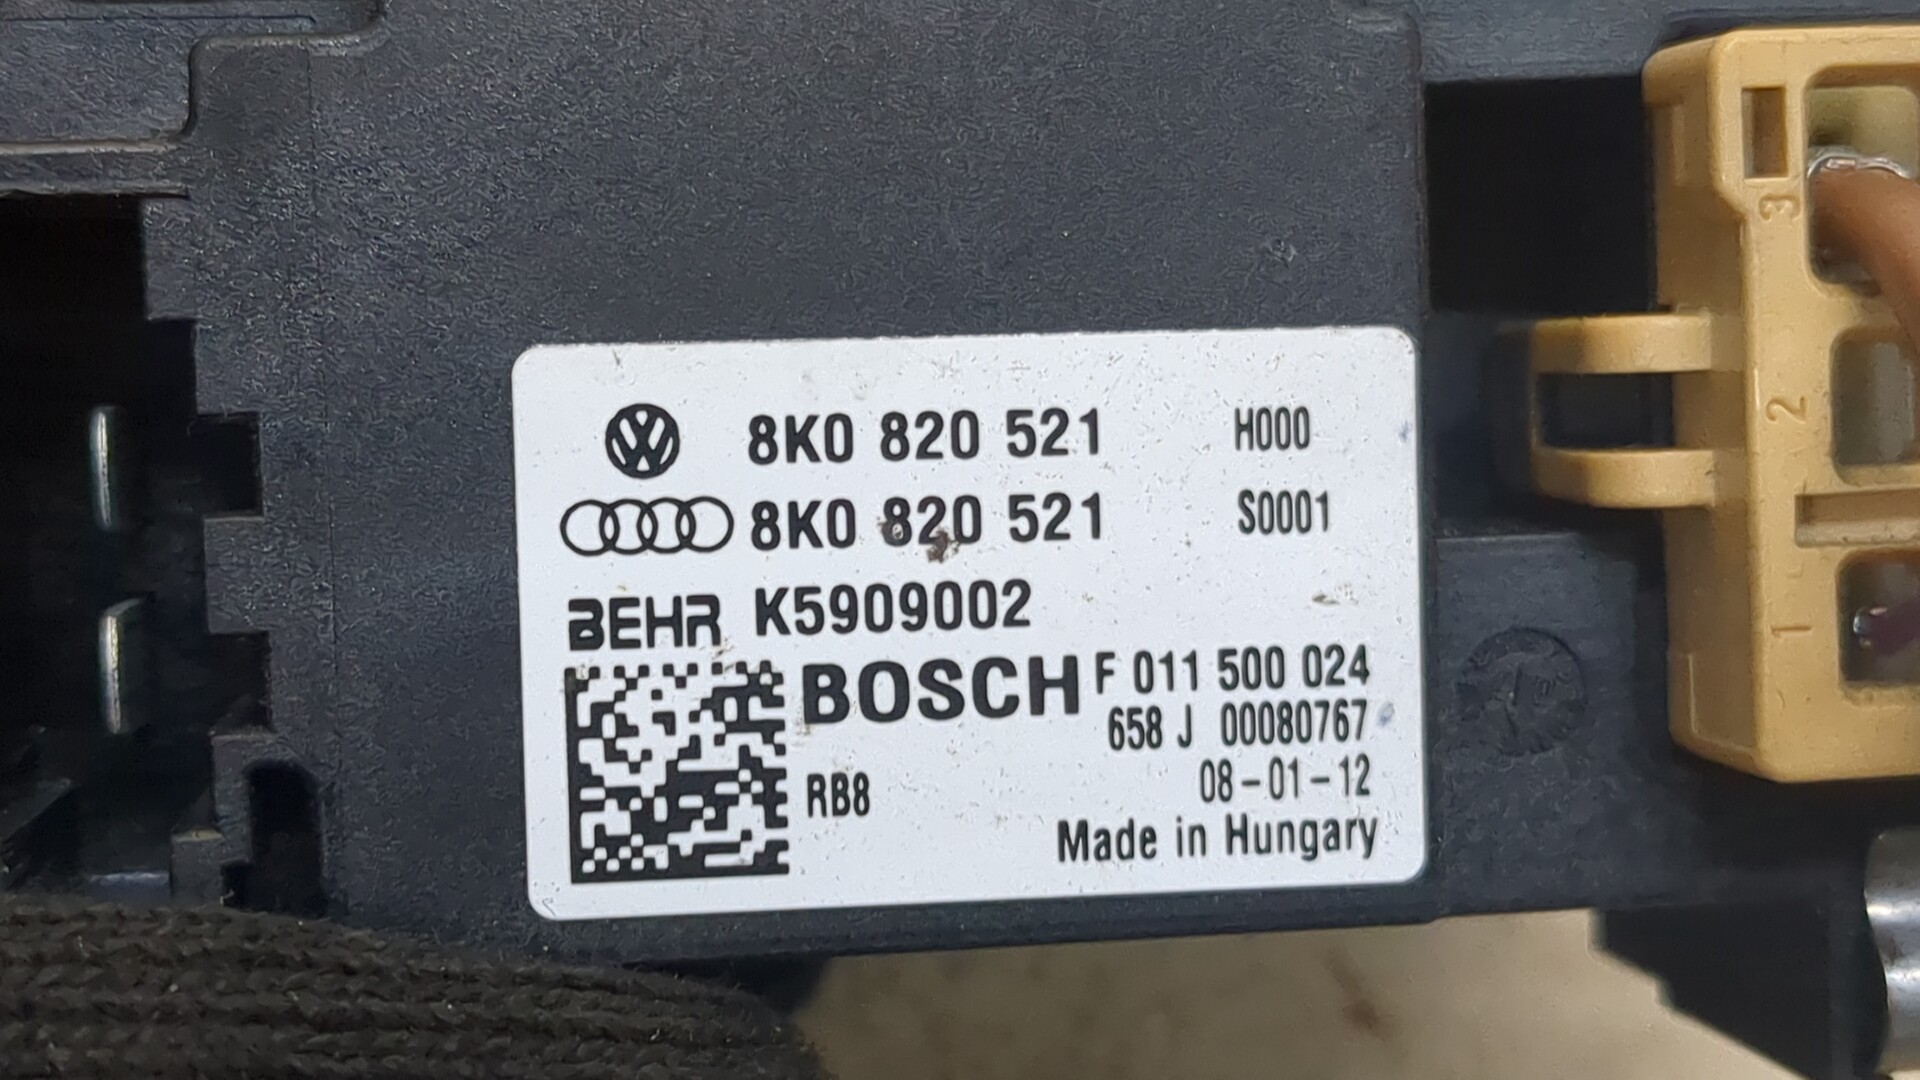 8K0 820 521 H000
8K0 820 521 S0001
BEHR K5909002
BOSCH F 011 500 024
658 J 00080767
RB8 08-01-12
Made in Hungary
3
2
1